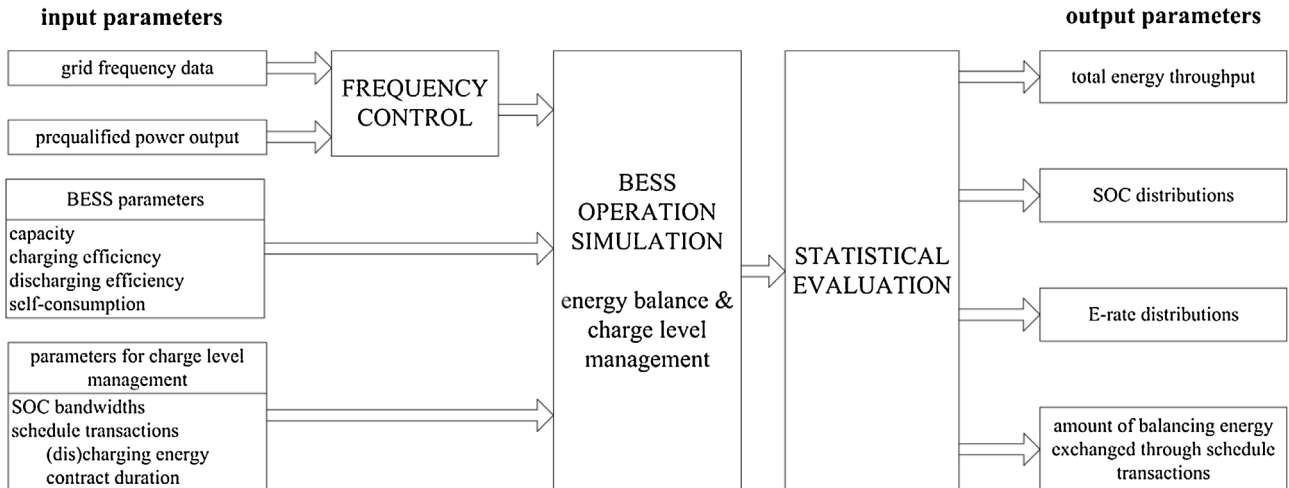 input parameters
grid frequency data
prequalified power output
BESS parameters
capacity
charging efficiency
discharging efficiency
self-consumption
parameters for charge level
management
SOC bandwidths
schedule transactions
(dis)charging energy
contract duration
FREQUENCY
CONTROL
BESS
OPERATION
SIMULATION
energy balance &
charge level
management
STATISTICAL
EVALUATION
output parameters
total energy throughput
SOC distributions
E-rate distributions
amount of balancing energy
exchanged through schedule
transactions